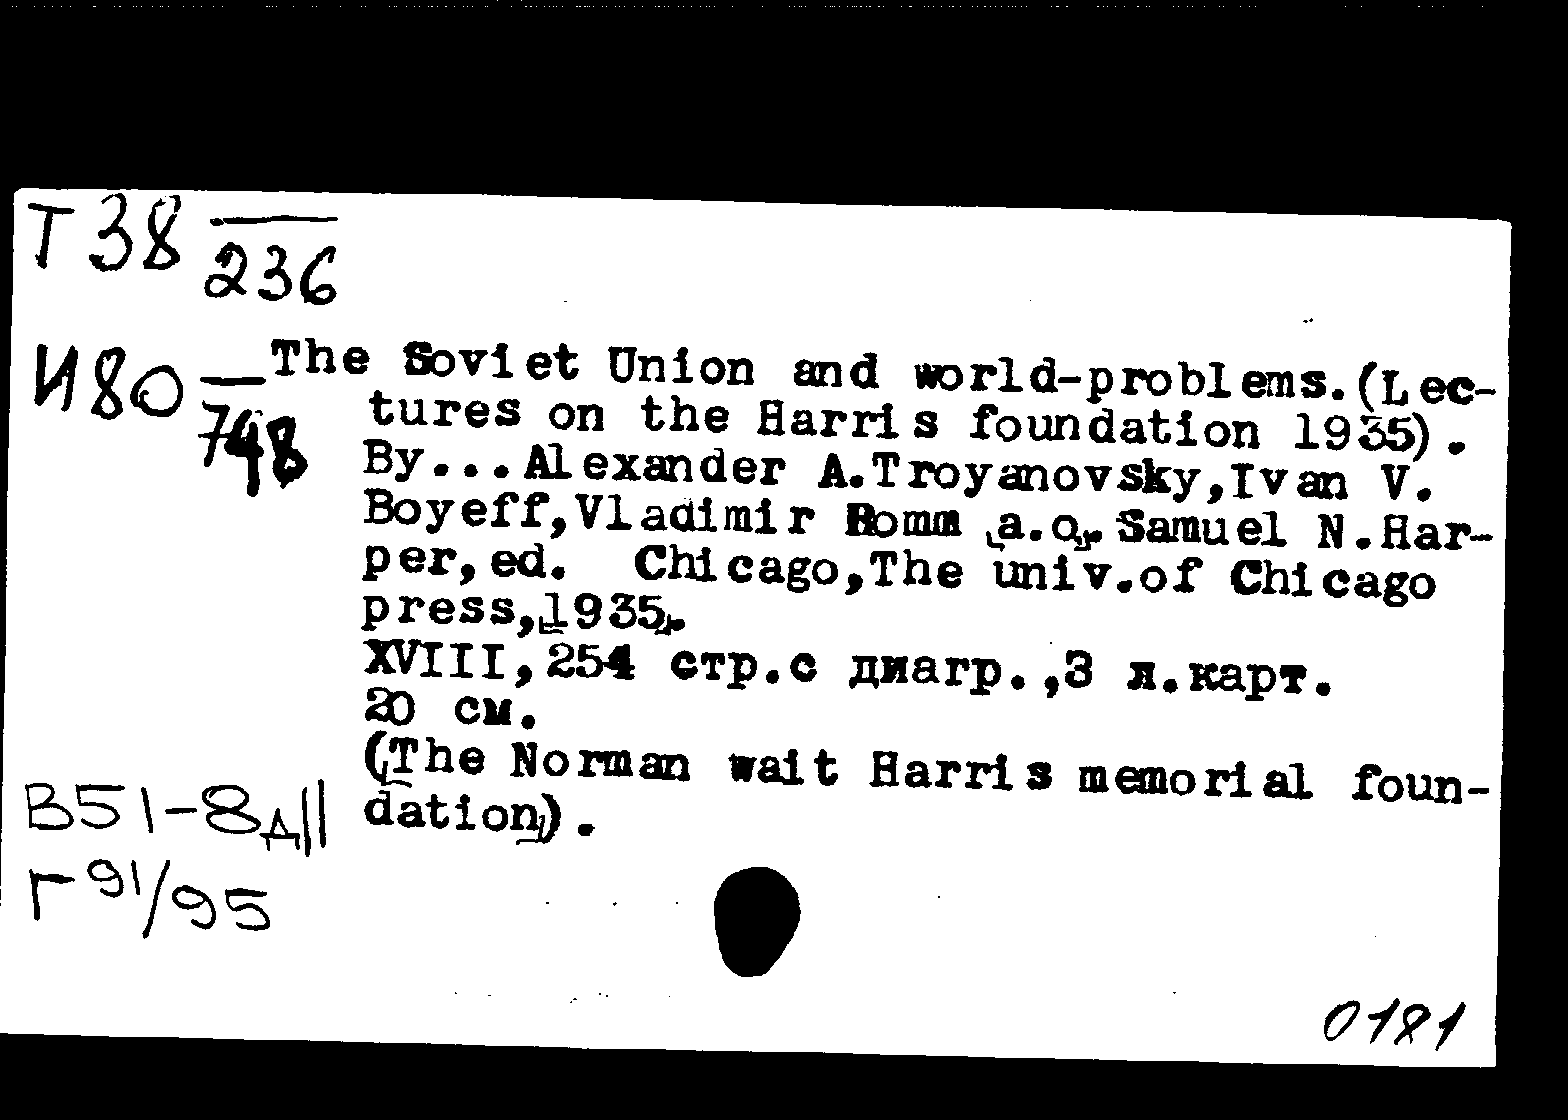 Т 38 —
236
И 80 —
748
The Soviet Union and world-problems.(Lec-
tures on the Harris foundation 1935).
By...Alexander A.Troyanovsky,Ivan V.
Boyeff,Vladimir Romm [a.o]. Samuel N.Har-
per,ed. Chicago,The univ.of Chicago
press,[1935].
XVIII,254 стр.с диагр.,3 л.карт.
20 см.
([The Norman wait Harris memorial foun-
dation]).
В51-8д||
Г 91/95
0181